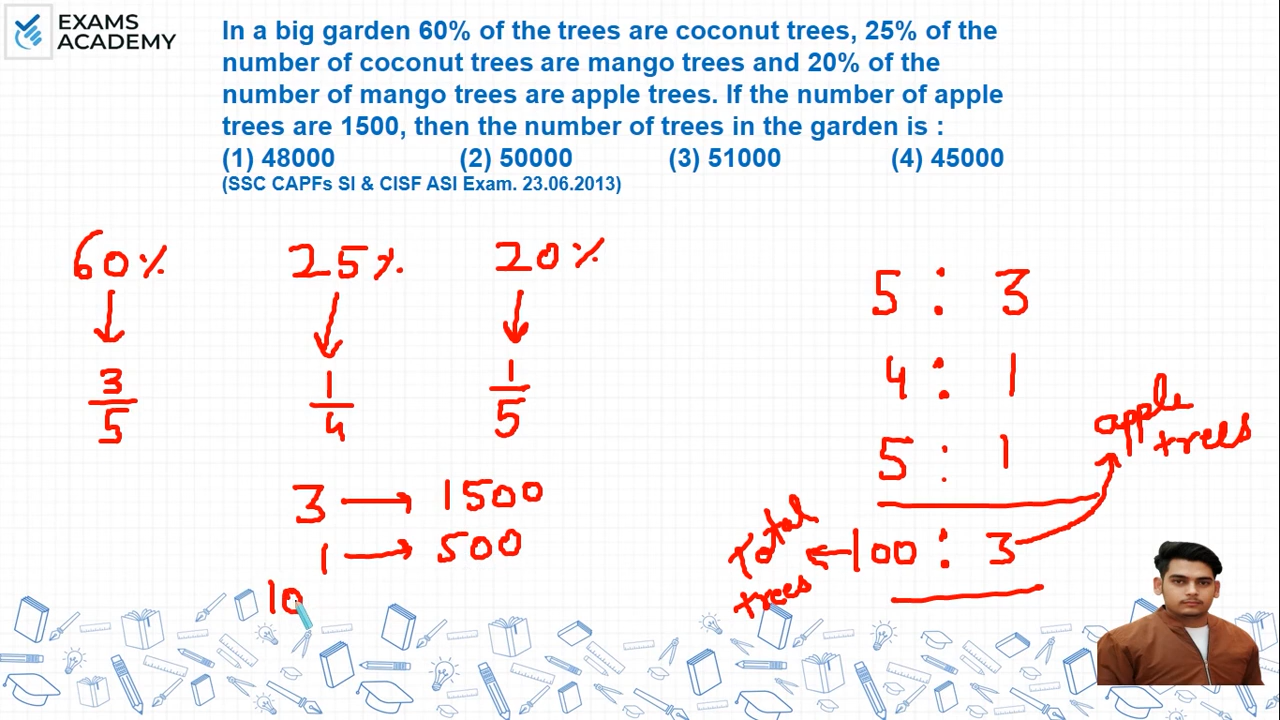 EXAMS
ACADEMY
In a big garden 60% of the trees are coconut trees, 25% of the
number of coconut trees are mango trees and 20% of the
number of mango trees are apple trees. If the number of apple
trees are 1500, then the number of trees in the garden is :
(1) 48000 (2) 50000 (3) 51000 (4) 45000
(SSC CAPFs SI & CISF ASI Exam. 23.06.2013)
60% 25% 20%
3/5 1/4 1/5
3 → 1500
1 → 500
10
5 : 3
4 : 1
5 : 1
100 : 3
apple
trees
Total
trees